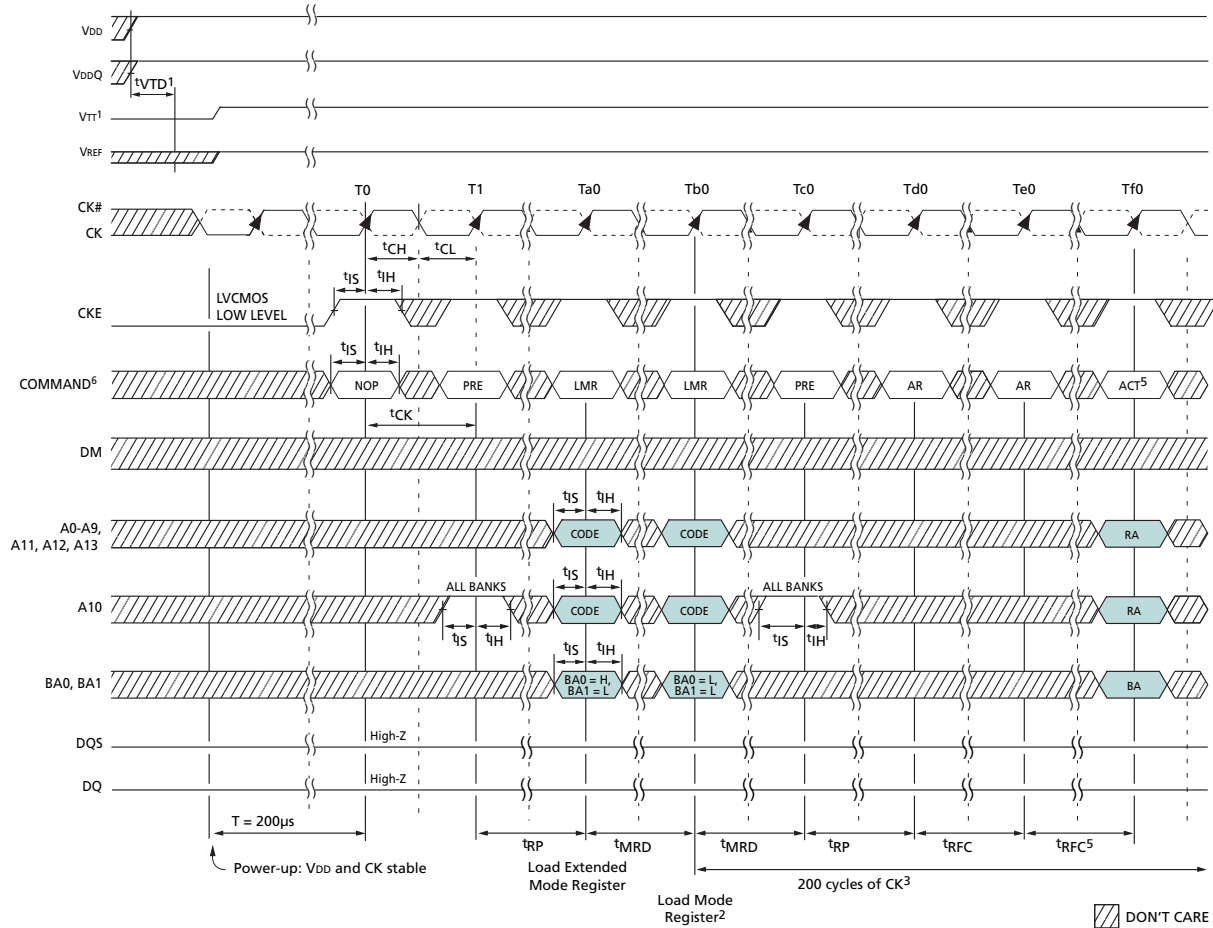 VDD
VDDQ
tVTD1
VTT1
VREF
T0 T1 Ta0 Tb0 Tc0 Td0 Te0 Tf0
CK#
CK
tCH tCL
tIS tIH
LVCMOS
LOW LEVEL
CKE
tIS tIH
COMMAND6 NOP PRE LMR LMR PRE AR AR ACT5
tCK
DM
tIS tIH
A0-A9,
A11, A12, A13
CODE CODE RA
ALL BANKS tIS tIH ALL BANKS
A10 CODE CODE RA
tIS tIH tIS tIH
tIS tIH
BA0, BA1
BA0 = H,
BA1 = L
BA0 = L,
BA1 = L
BA
DQS High-Z
DQ High-Z
T = 200µs
tRP tMRD tMRD tRP tRFC tRFC5
Power-up: VDD and CK stable
Load Extended
Mode Register
200 cycles of CK3
Load Mode
Register2
DON'T CARE